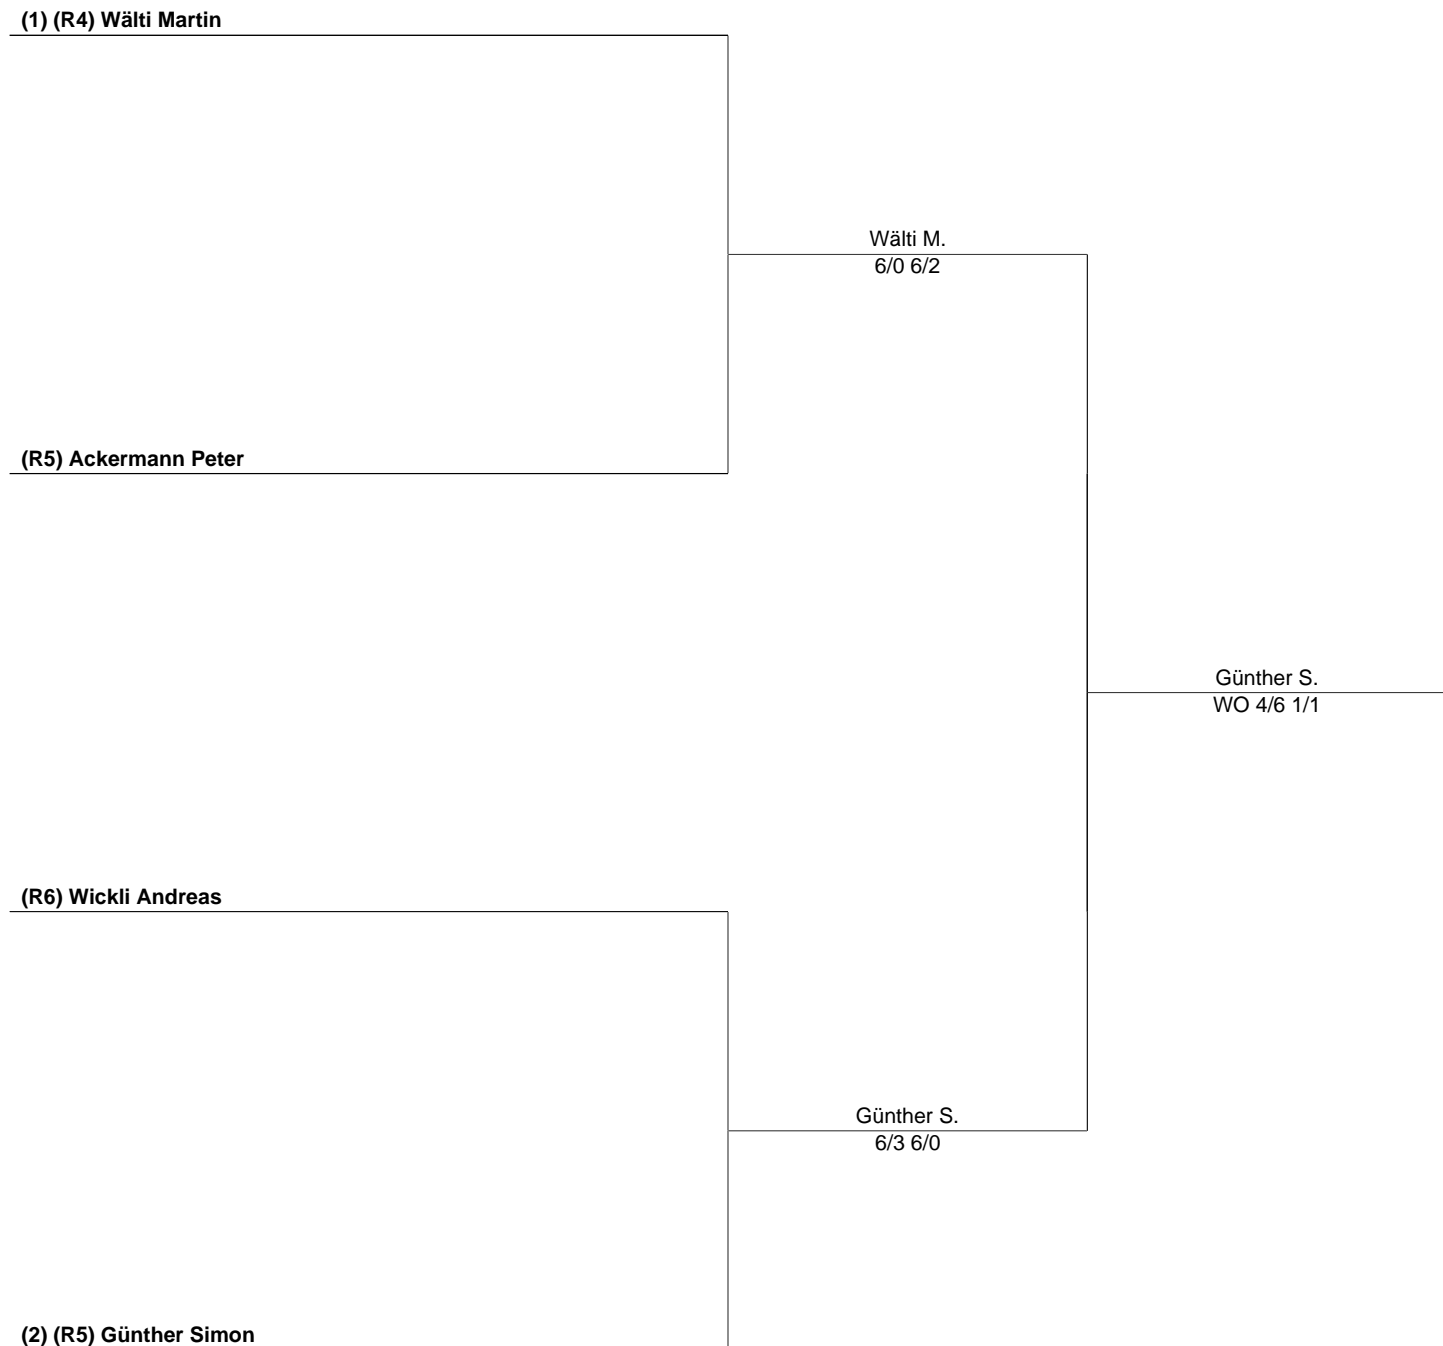 (1) (R4) Wälti Martin
Wälti M.
6/0 6/2
(R5) Ackermann Peter
Günther S.
WO 4/6 1/1
(R6) Wickli Andreas
Günther S.
6/3 6/0
(2) (R5) Günther Simon